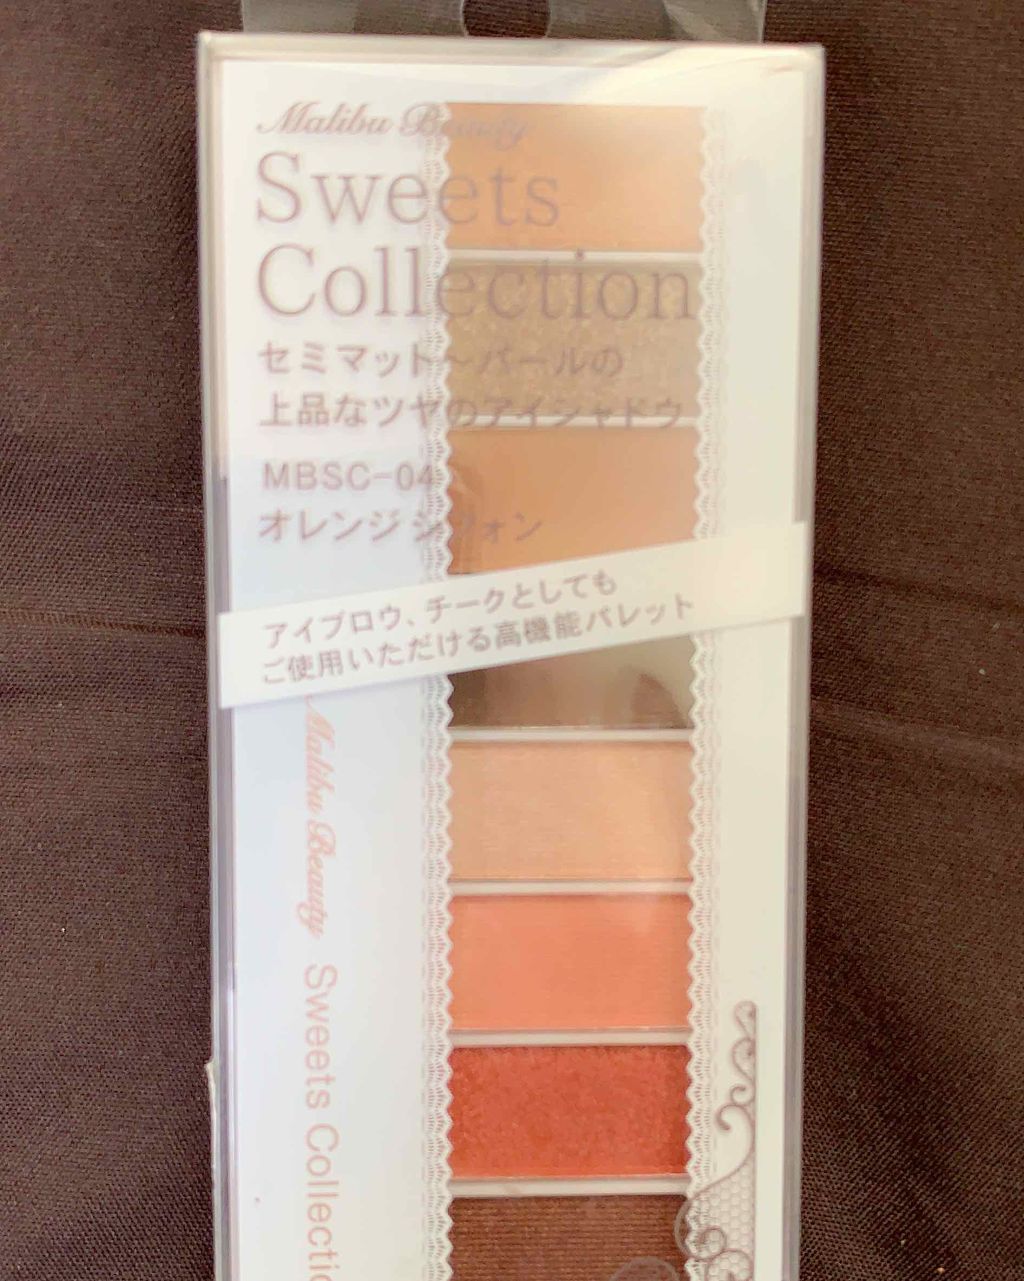 Malibu Beauty
Sweets
Collection
セミマット〜パールの
上品なツヤのアイシャドウ
MBSC-04
オレンジシフォン
アイブロウ、チークとしても
ご使用いただける高機能パレット
Malibu Beauty Sweets Collectio